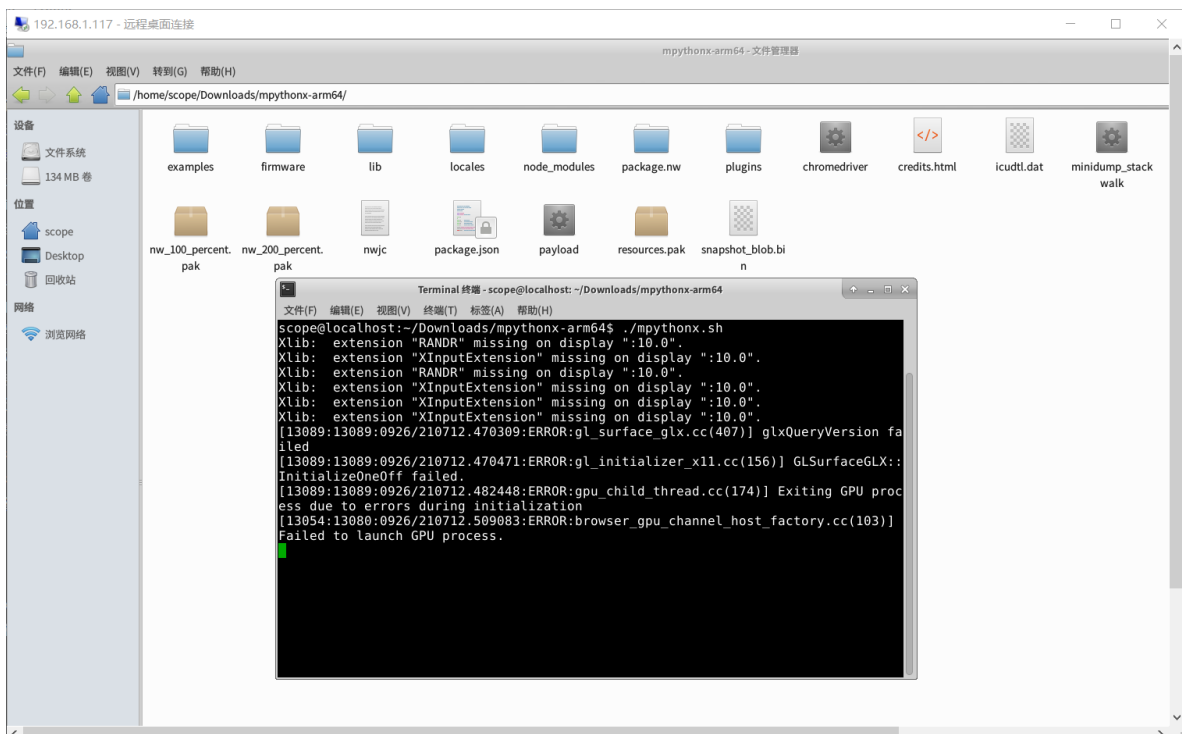 192.168.1.117 - 远程桌面连接
mpythonx-arm64 - 文件管理器
文件(F) 编辑(E) 视图(V) 转到(G) 帮助(H)
/home/scope/Downloads/mpythonx-arm64/
设备
文件系统
134 MB 卷
位置
scope
Desktop
回收站
网络
浏览网络
examples
firmware
lib
locales
node_modules
package.nw
plugins
chromedriver
credits.html
icudtl.dat
minidump_stack
walk
nw_100_percent.
pak
nw_200_percent.
pak
nwjc
package.json
payload
resources.pak
snapshot_blob.bi
n
Terminal 终端 - scope@localhost: ~/Downloads/mpythonx-arm64
文件(F) 编辑(E) 视图(V) 终端(T) 标签(A) 帮助(H)
scope@localhost:~/Downloads/mpythonx-arm64$ ./mpythonx.sh
Xlib:  extension "RANDR" missing on display ":10.0".
Xlib:  extension "XInputExtension" missing on display ":10.0".
Xlib:  extension "RANDR" missing on display ":10.0".
Xlib:  extension "XInputExtension" missing on display ":10.0".
Xlib:  extension "XInputExtension" missing on display ":10.0".
Xlib:  extension "XInputExtension" missing on display ":10.0".
[13089:13089:0926/210712.470309:ERROR:gl_surface_glx.cc(407)] glxQueryVersion fa
iled
[13089:13089:0926/210712.470471:ERROR:gl_initializer_x11.cc(156)] GLSurfaceGLX::
InitializeOneOff failed.
[13089:13089:0926/210712.482448:ERROR:gpu_child_thread.cc(174)] Exiting GPU proc
ess due to errors during initialization
[13054:13080:0926/210712.509083:ERROR:browser_gpu_channel_host_factory.cc(103)]
Failed to launch GPU process.